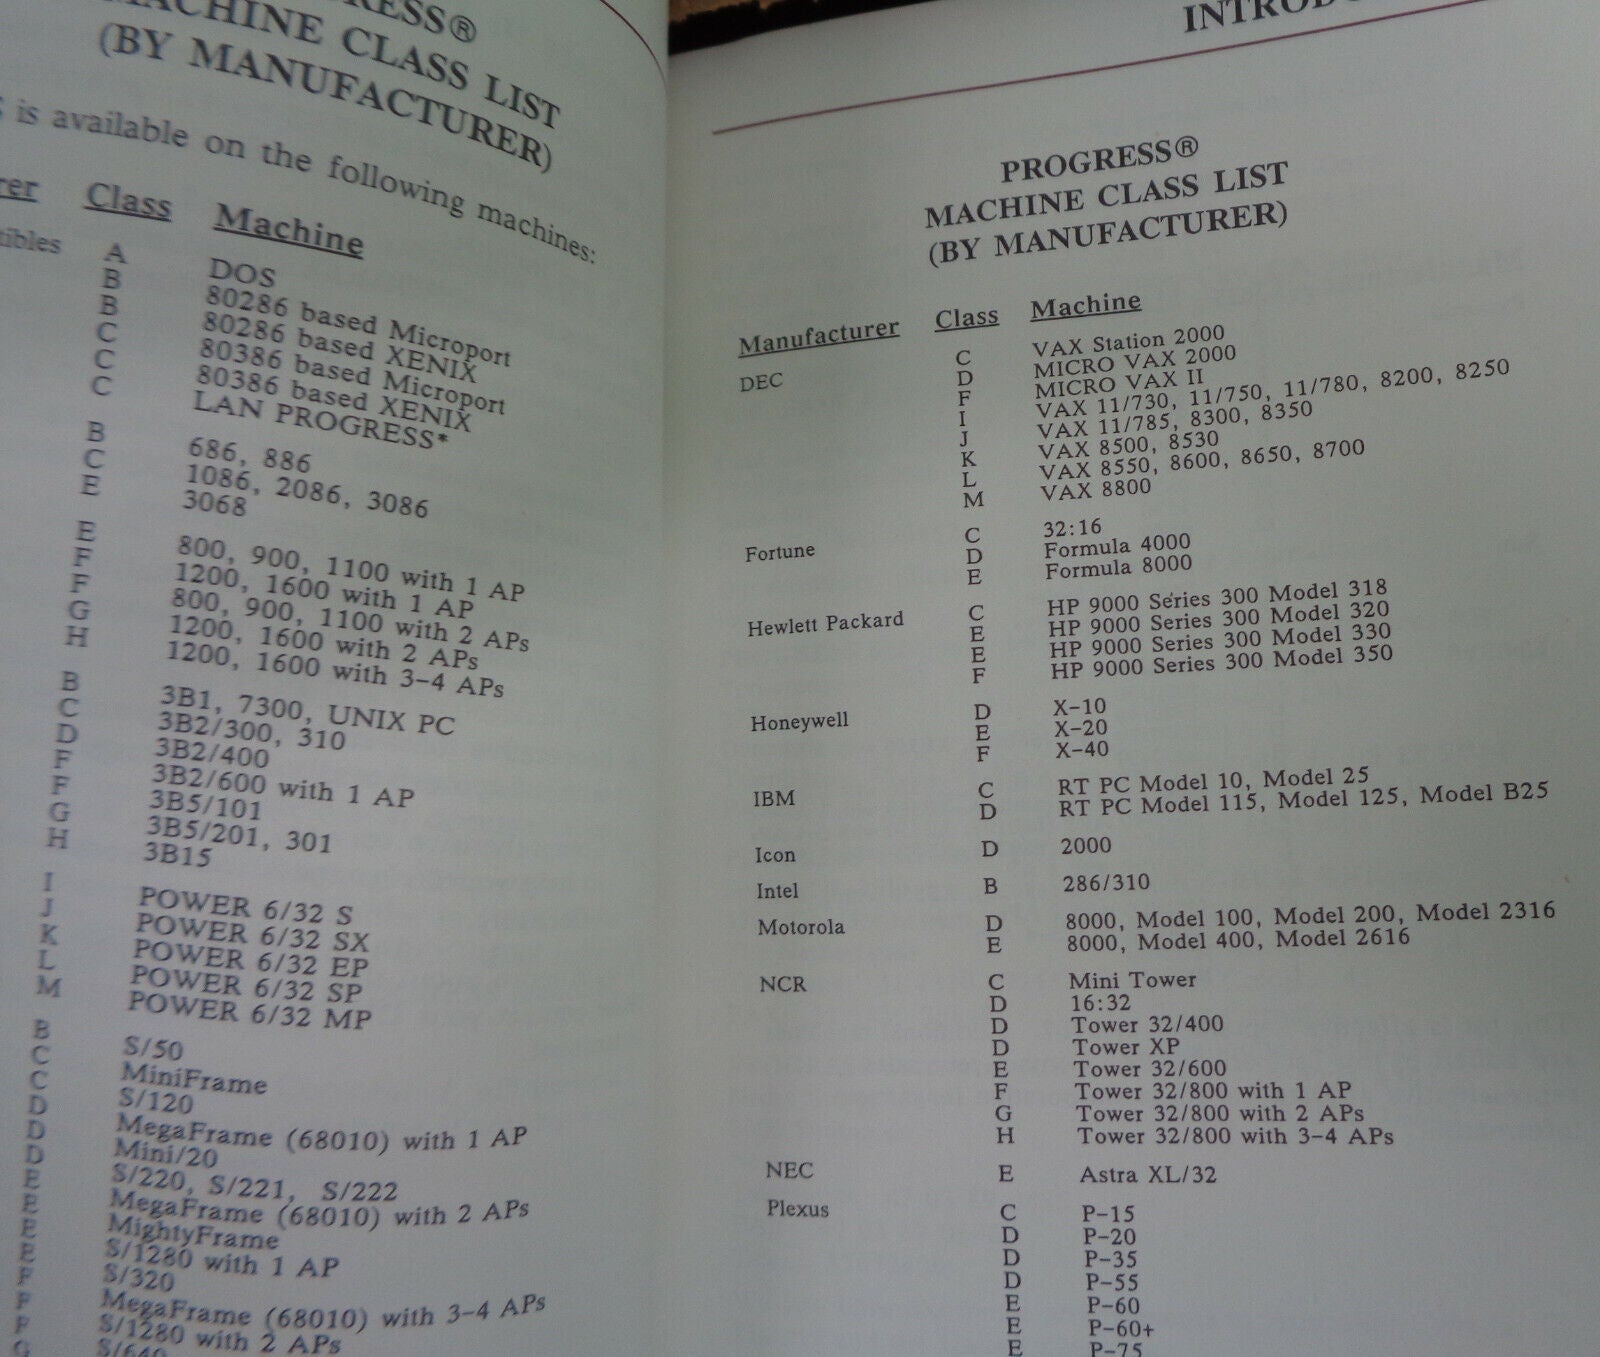 MACHINE CLASS LIST
(BY MANUFACTURER)
is available on the following machines:
Class Machine
A DOS
B 80286 based Microport
B 80286 based XENIX
C 80386 based Microport
C 80386 based XENIX
C LAN PROGRESS*
B 686, 886
C 1086, 2086, 3086
E 3068
E 800, 900, 1100 with 1 AP
F 1200, 1600 with 1 AP
F 800, 900, 1100 with 2 APs
G 1200, 1600 with 2 APs
H 1200, 1600 with 3-4 APs
B 3B1, 7300, UNIX PC
C 3B2/300, 310
D 3B2/400
F 3B2/600 with 1 AP
F 3B5/101
G 3B5/201, 301
H 3B15
I POWER 6/32 S
J POWER 6/32 SX
K POWER 6/32 EP
L POWER 6/32 SP
M POWER 6/32 MP
B S/50
C MiniFrame
C S/120
D MegaFrame (68010) with 1 AP
D Mini/20
D S/220, S/221, S/222
E MegaFrame (68010) with 2 APs
E MightyFrame
E S/1280 with 1 AP
E S/320
F MegaFrame (68010) with 3-4 APs
F S/1280 with 2 APs
G S/640
PROGRESS®
MACHINE CLASS LIST
(BY MANUFACTURER)
Manufacturer Class Machine
DEC C VAX Station 2000
D MICRO VAX 2000
F MICRO VAX II
I VAX 11/730, 11/750, 11/780, 8200, 8250
J VAX 11/785, 8300, 8350
K VAX 8500, 8530
L VAX 8550, 8600, 8650, 8700
M VAX 8800
Fortune C 32:16
D Formula 4000
E Formula 8000
Hewlett Packard C HP 9000 Series 300 Model 318
E HP 9000 Series 300 Model 320
E HP 9000 Series 300 Model 330
F HP 9000 Series 300 Model 350
Honeywell D X-10
E X-20
F X-40
IBM C RT PC Model 10, Model 25
D RT PC Model 115, Model 125, Model B25
Icon D 2000
Intel B 286/310
Motorola D 8000, Model 100, Model 200, Model 2316
E 8000, Model 400, Model 2616
NCR C Mini Tower
D 16:32
D Tower 32/400
D Tower XP
E Tower 32/600
F Tower 32/800 with 1 AP
G Tower 32/800 with 2 APs
H Tower 32/800 with 3-4 APs
NEC E Astra XL/32
Plexus C P-15
D P-20
D P-35
D P-55
E P-60
E P-60+
E P-75